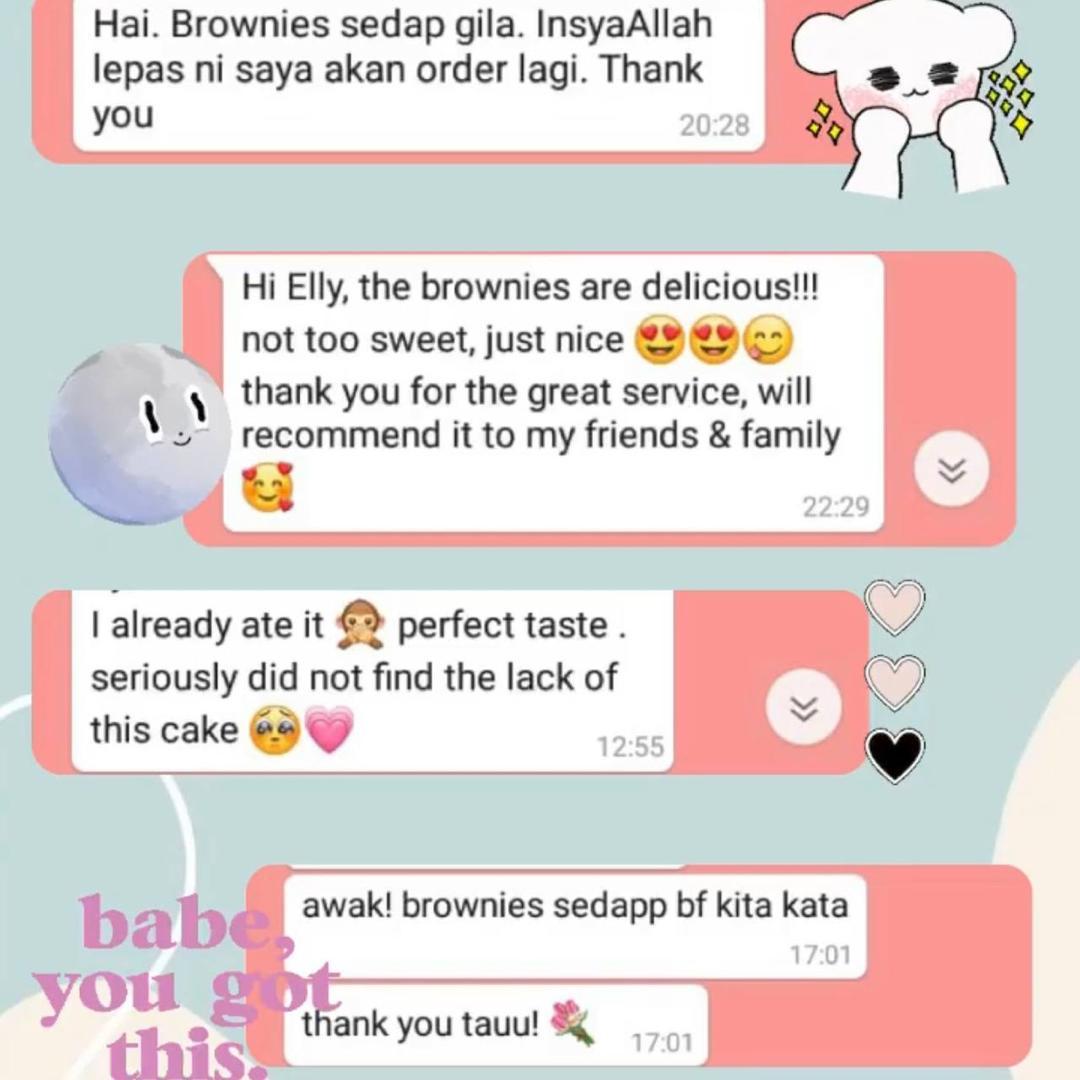 Hai. Brownies sedap gila. InsyaAllah
lepas ni saya akan order lagi. Thank
you
20:28
Hi Elly, the brownies are delicious!!!
not too sweet, just nice 😍😍😋
thank you for the great service, will
recommend it to my friends & family
🥰
22:29
I already ate it 🙊 perfect taste .
seriously did not find the lack of
this cake 🥺💗
12:55
awak! brownies sedapp bf kita kata
17:01
thank you tauu! 🌷
17:01
babe,
you got
this.